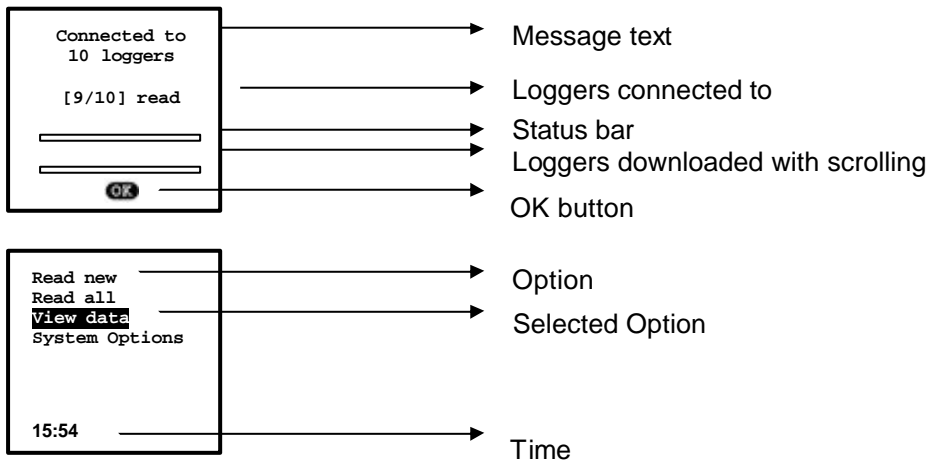 Connected to
10 loggers
[9/10] read
OK
Message text
Loggers connected to
Status bar
Loggers downloaded with scrolling
OK button
Read new
Read all
View data
System Options
15:54
Option
Selected Option
Time